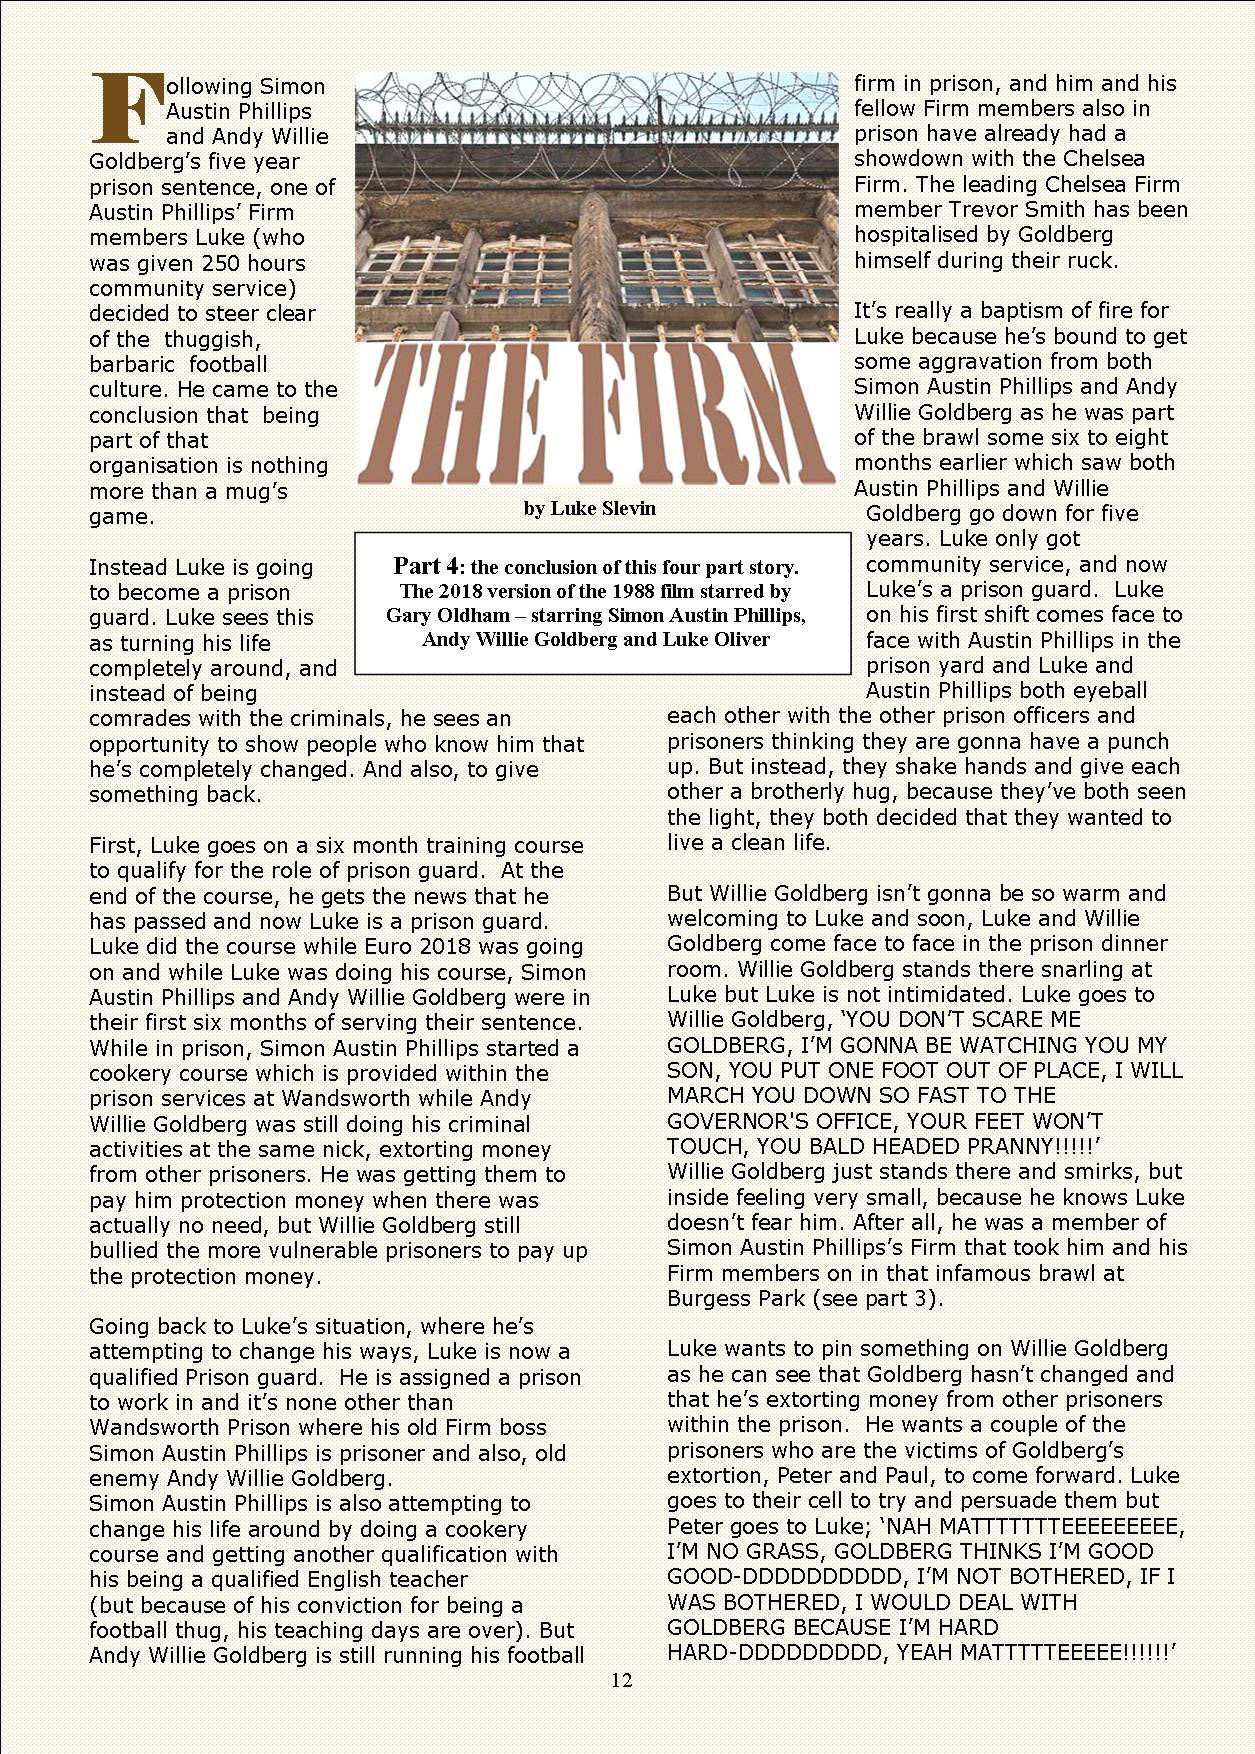 Following Simon
Austin Phillips
and Andy Willie
Goldberg’s five year
prison sentence, one of
Austin Phillips’ Firm
members Luke (who
was given 250 hours
community service)
decided to steer clear
of the  thuggish,
barbaric  football
culture. He came to the
conclusion that  being
part of that
organisation is nothing
more than a mug’s
game.

Instead Luke is going
to become a prison
guard. Luke sees this
as turning his life
completely around, and
instead of being
comrades with the criminals, he sees an
opportunity to show people who know him that
he’s completely changed. And also, to give
something back.

First, Luke goes on a six month training course
to qualify for the role of prison guard.  At the
end of the course, he gets the news that he
has passed and now Luke is a prison guard.
Luke did the course while Euro 2018 was going
on and while Luke was doing his course, Simon
Austin Phillips and Andy Willie Goldberg were in
their first six months of serving their sentence.
While in prison, Simon Austin Phillips started a
cookery course which is provided within the
prison services at Wandsworth while Andy
Willie Goldberg was still doing his criminal
activities at the same nick, extorting money
from other prisoners. He was getting them to
pay him protection money when there was
actually no need, but Willie Goldberg still
bullied the more vulnerable prisoners to pay up
the protection money.

Going back to Luke’s situation, where he’s
attempting to change his ways, Luke is now a
qualified Prison guard.  He is assigned a prison
to work in and it’s none other than
Wandsworth Prison where his old Firm boss
Simon Austin Phillips is prisoner and also, old
enemy Andy Willie Goldberg.
Simon Austin Phillips is also attempting to
change his life around by doing a cookery
course and getting another qualification with
his being a qualified English teacher
(but because of his conviction for being a
football thug, his teaching days are over). But
Andy Willie Goldberg is still running his football

THE FIRM
by Luke Slevin
Part 4: the conclusion of this four part story.
The 2018 version of the 1988 film starred by
Gary Oldham – starring Simon Austin Phillips,
Andy Willie Goldberg and Luke Oliver

firm in prison, and him and his
fellow Firm members also in
prison have already had a
showdown with the Chelsea
Firm. The leading Chelsea Firm
member Trevor Smith has been
hospitalised by Goldberg
himself during their ruck.

It’s really a baptism of fire for
Luke because he’s bound to get
some aggravation from both
Simon Austin Phillips and Andy
Willie Goldberg as he was part
of the brawl some six to eight
months earlier which saw both
Austin Phillips and Willie
Goldberg go down for five
years. Luke only got
community service, and now
Luke’s a prison guard.  Luke
on his first shift comes face to
face with Austin Phillips in the
prison yard and Luke and
Austin Phillips both eyeball
each other with the other prison officers and
prisoners thinking they are gonna have a punch
up. But instead, they shake hands and give each
other a brotherly hug, because they’ve both seen
the light, they both decided that they wanted to
live a clean life.

But Willie Goldberg isn’t gonna be so warm and
welcoming to Luke and soon, Luke and Willie
Goldberg come face to face in the prison dinner
room. Willie Goldberg stands there snarling at
Luke but Luke is not intimidated. Luke goes to
Willie Goldberg, ‘YOU DON’T SCARE ME
GOLDBERG, I’M GONNA BE WATCHING YOU MY
SON, YOU PUT ONE FOOT OUT OF PLACE, I WILL
MARCH YOU DOWN SO FAST TO THE
GOVERNOR'S OFFICE, YOUR FEET WON’T
TOUCH, YOU BALD HEADED PRANNY!!!!!’
Willie Goldberg just stands there and smirks, but
inside feeling very small, because he knows Luke
doesn’t fear him. After all, he was a member of
Simon Austin Phillips’s Firm that took him and his
Firm members on in that infamous brawl at
Burgess Park (see part 3).

Luke wants to pin something on Willie Goldberg
as he can see that Goldberg hasn’t changed and
that he’s extorting money from other prisoners
within the prison.  He wants a couple of the
prisoners who are the victims of Goldberg’s
extortion, Peter and Paul, to come forward. Luke
goes to their cell to try and persuade them but
Peter goes to Luke; ‘NAH MATTTTTTTEEEEEEEEE,
I’M NO GRASS, GOLDBERG THINKS I’M GOOD
GOOD-DDDDDDDDDD, I’M NOT BOTHERED, IF I
WAS BOTHERED, I WOULD DEAL WITH
GOLDBERG BECAUSE I’M HARD
HARD-DDDDDDDDD, YEAH MATTTTTEEEEE!!!!!!’
12